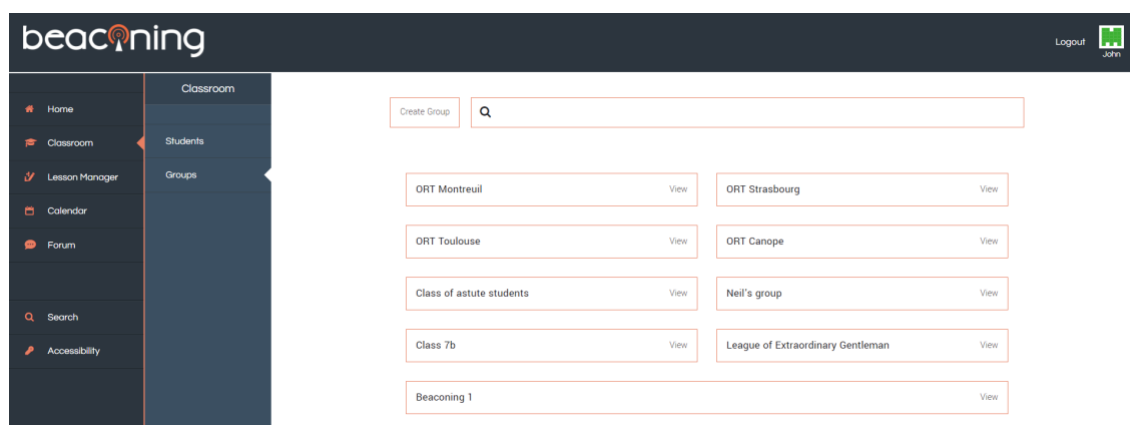 beaconing
Logout
John
Home
Classroom
Lesson Manager
Calendar
Forum
Search
Accessibility
Classroom
Students
Groups
Create Group
ORT Montreuil View
ORT Strasbourg View
ORT Toulouse View
ORT Canope View
Class of astute students View
Neil's group View
Class 7b View
League of Extraordinary Gentleman View
Beaconing 1 View